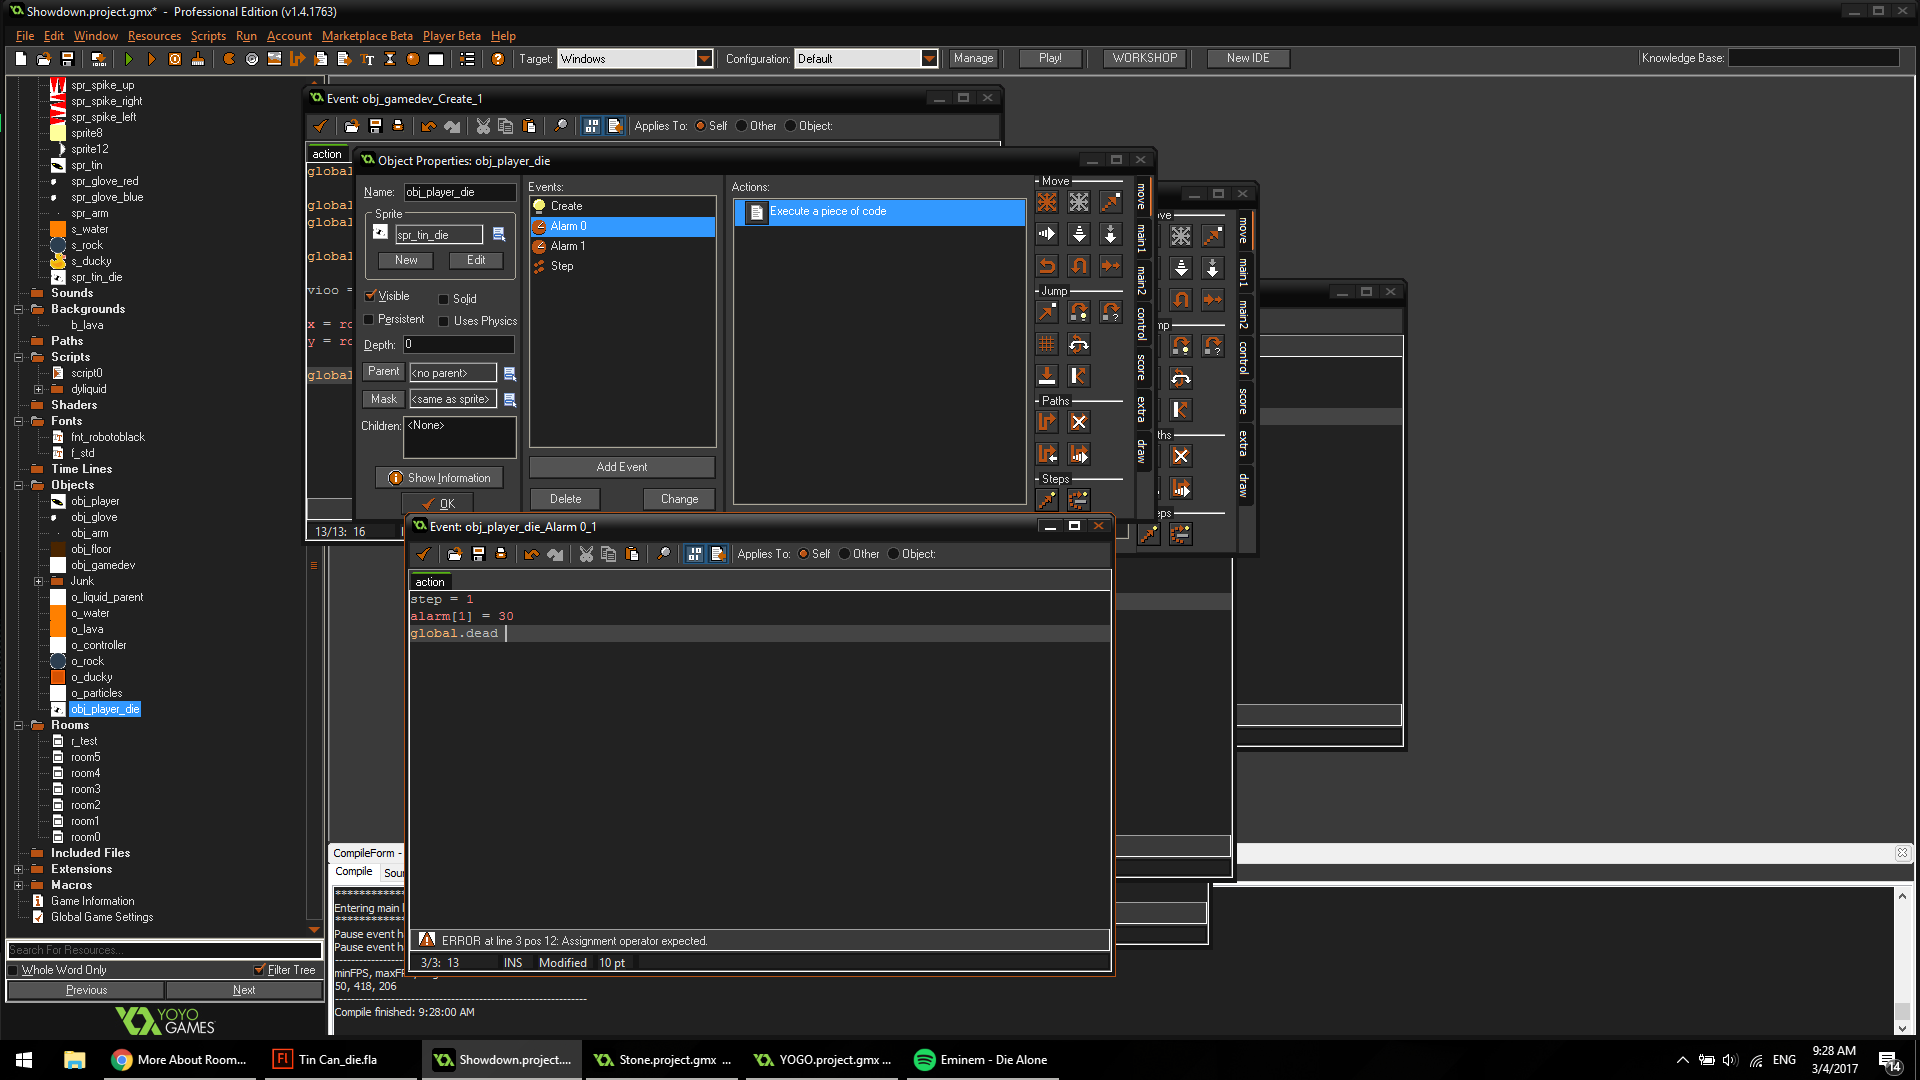 Showdown.project.gmx* - Professional Edition (v1.4.1763)
File Edit Window Resources Scripts Run Account Marketplace Beta Player Beta Help
Target: Windows Configuration: Default Manage Play! WORKSHOP New IDE Knowledge Base:
spr_spike_up
spr_spike_right
spr_spike_left
sprite8
sprite12
spr_tin
spr_glove_red
spr_glove_blue
spr_arm
s_water
s_rock
s_ducky
spr_tin_die
Sounds
Backgrounds
b_lava
Paths
Scripts
script0
dyliquid
Shaders
Fonts
fnt_robotoblack
f_std
Time Lines
Objects
obj_player
obj_glove
obj_arm
obj_floor
obj_gamedev
Junk
o_liquid_parent
o_water
o_lava
o_controller
o_rock
o_ducky
o_particles
obj_player_die
Rooms
r_test
room5
room4
room3
room2
room1
room0
Included Files
Extensions
Macros
Game Information
Global Game Settings
Search For Resources...
Whole Word Only Filter Tree
Previous Next
YOYO
GAMES
Event: obj_gamedev_Create_1
Applies To: Self Other Object:
action
global
global
global
global
vioo =
x = ro
y = ro
global
13/13: 16
Object Properties: obj_player_die
Name: obj_player_die
Sprite
spr_tin_die
New Edit
Visible Solid
Persistent Uses Physics
Depth: 0
Parent <no parent>
Mask <same as sprite>
Children: <None>
Show Information
OK
Events:
Create
Alarm 0
Alarm 1
Step
Add Event
Delete Change
Actions:
Execute a piece of code
Move
Jump
Paths
Steps
move
main1
main2
control
score
extra
draw
ve
mp
ths
eps
move
main1
main2
control
score
extra
draw
Event: obj_player_die_Alarm 0_1
Applies To: Self Other Object:
action
step = 1
alarm[1] = 30
global.dead
ERROR at line 3 pos 12: Assignment operator expected.
3/3: 13 INS Modified 10 pt
CompileForm -
Compile Sou
Entering main l
Pause event h
Pause event h
minFPS, maxF
50, 418, 206
Compile finished: 9:28:00 AM
More About Room...
Tin Can_die.fla
Showdown.project....
Stone.project.gmx ...
YOGO.project.gmx ...
Eminem - Die Alone
ENG
9:28 AM
3/4/2017
14